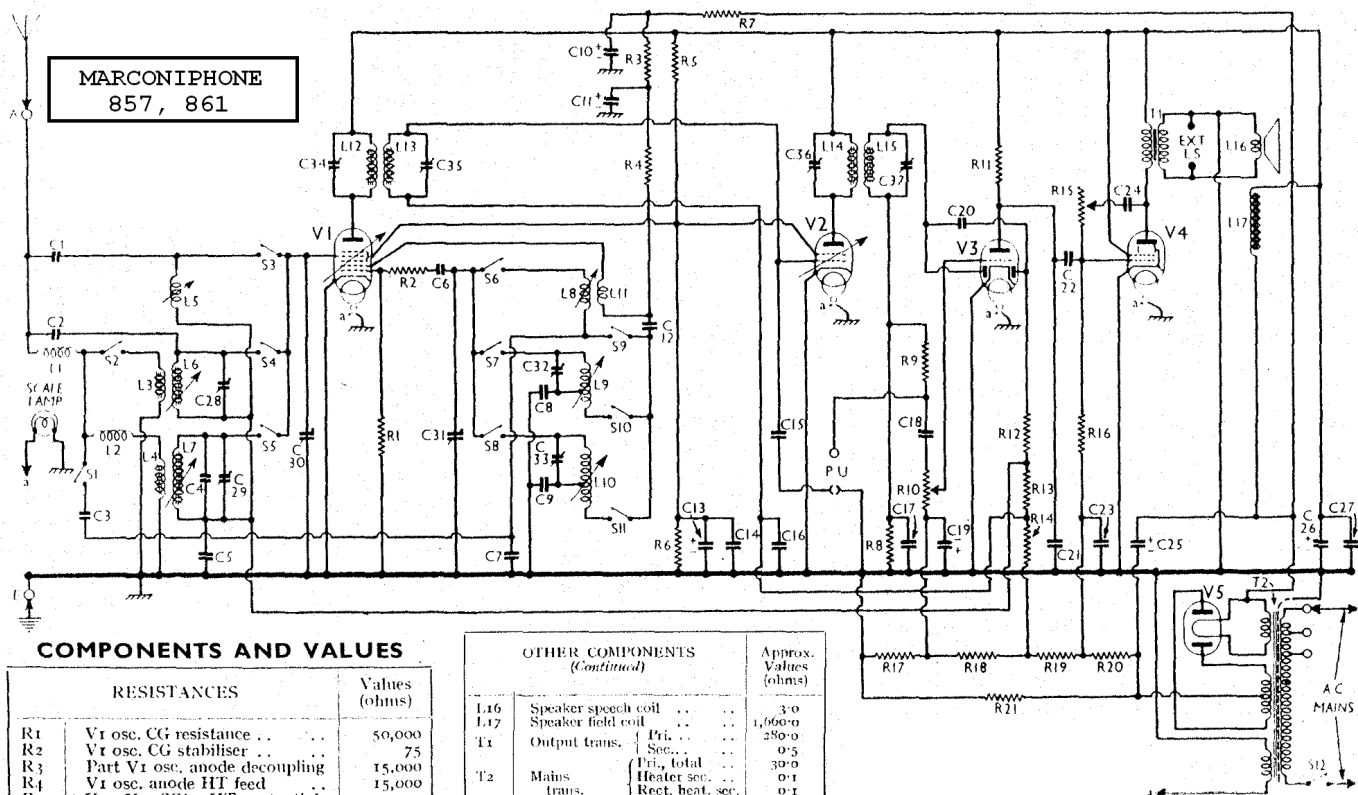 MARCONIPHONE
857, 861
R7
C10 + -
R3
R5
C11 + -
R4
A
C34
L12
L13
C35
C36
L14
L15
C37
R11
T1
EXT
LS
L16
R15
C24
L17
V1
V2
V3
V4
C20
C22
C1
S3
L5
R2
C6
S6
L8
L11
C12
S9
C2
L1
S2
L3
L6
S4
C28
SCALE
LAMP
a
L2
S1
L4
L7
S5
C4
C29
C30
R1
C31
S7
C32
L9
C8
S10
S8
C33
C9
L10
S11
C3
C5
C7
R6
C13
C14
C15
C16
PU
R9
C18
R10
R8
C17
C19
R12
R13
R14
R16
C21
C23
C25
C26
C27
E
V5
T2
R17
R18
R19
R20
R21
A C
MAINS
S12
a
COMPONENTS AND VALUES
RESISTANCES Values (ohms)
R1 V1 osc. CG resistance .. .. 50,000
R2 V1 osc. CG stabiliser .. .. 75
R3 Part V1 osc. anode decoupling 15,000
R4 V1 osc. anode HT feed .. 15,000
OTHER COMPONENTS (Continued) Approx. Values (ohms)
L16 Speaker speech coil .. .. 3·0
L17 Speaker field coil .. .. 1,660·0
T1 Output trans. Pri. .. .. 280·0
Sec. .. .. 0·5
T2 Mains trans. Pri., total .. 30·0
Heater sec. .. 0·1
Rect. heat. sec. 0·1